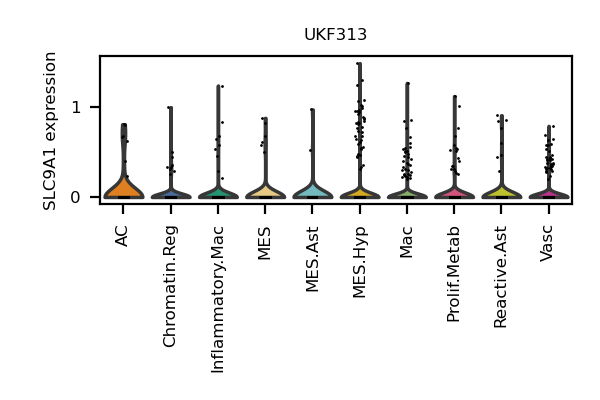 UKF313
SLC9A1 expression
1
0
AC
Chromatin.Reg
Inflammatory.Mac
MES
MES.Ast
MES.Hyp
Mac
Prolif.Metab
Reactive.Ast
Vasc